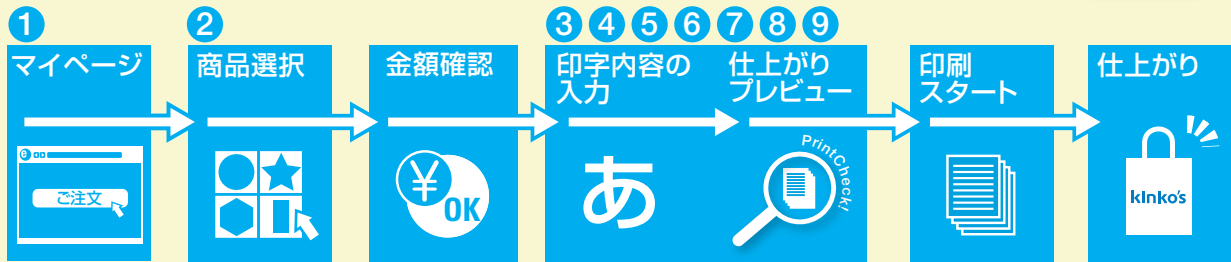 ① ② ③ ④ ⑤ ⑥ ⑦ ⑧ ⑨
マイページ
ご注文
商品選択
金額確認
¥
OK
印字内容の
入力
あ
仕上がり
プレビュー
PrintCheck!
印刷
スタート
仕上がり
kinko's